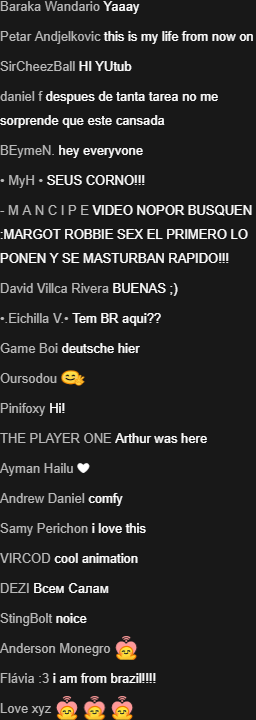 Baraka Wandario Yaaay
Petar Andjelkovic this is my life from now on
SirCheezBall HI YUtub
daniel f despues de tanta tarea no me
sorprende que este cansada
BEymeN. hey everyvone
• MyH • SEUS CORNO!!!
- M A N C I P E VIDEO NOPOR BUSQUEN
:MARGOT ROBBIE SEX EL PRIMERO LO
PONEN Y SE MASTURBAN RAPIDO!!!
David Villca Rivera BUENAS ;)
•.Eichilla V.• Tem BR aqui??
Game Boi deutsche hier
Oursodou
Pinifoxy Hi!
THE PLAYER ONE Arthur was here
Ayman Hailu
Andrew Daniel comfy
Samy Perichon i love this
VIRCOD cool animation
DEZI Всем Салам
StingBolt noice
Anderson Monegro
Flávia :3 i am from brazil!!!!
Love xyz